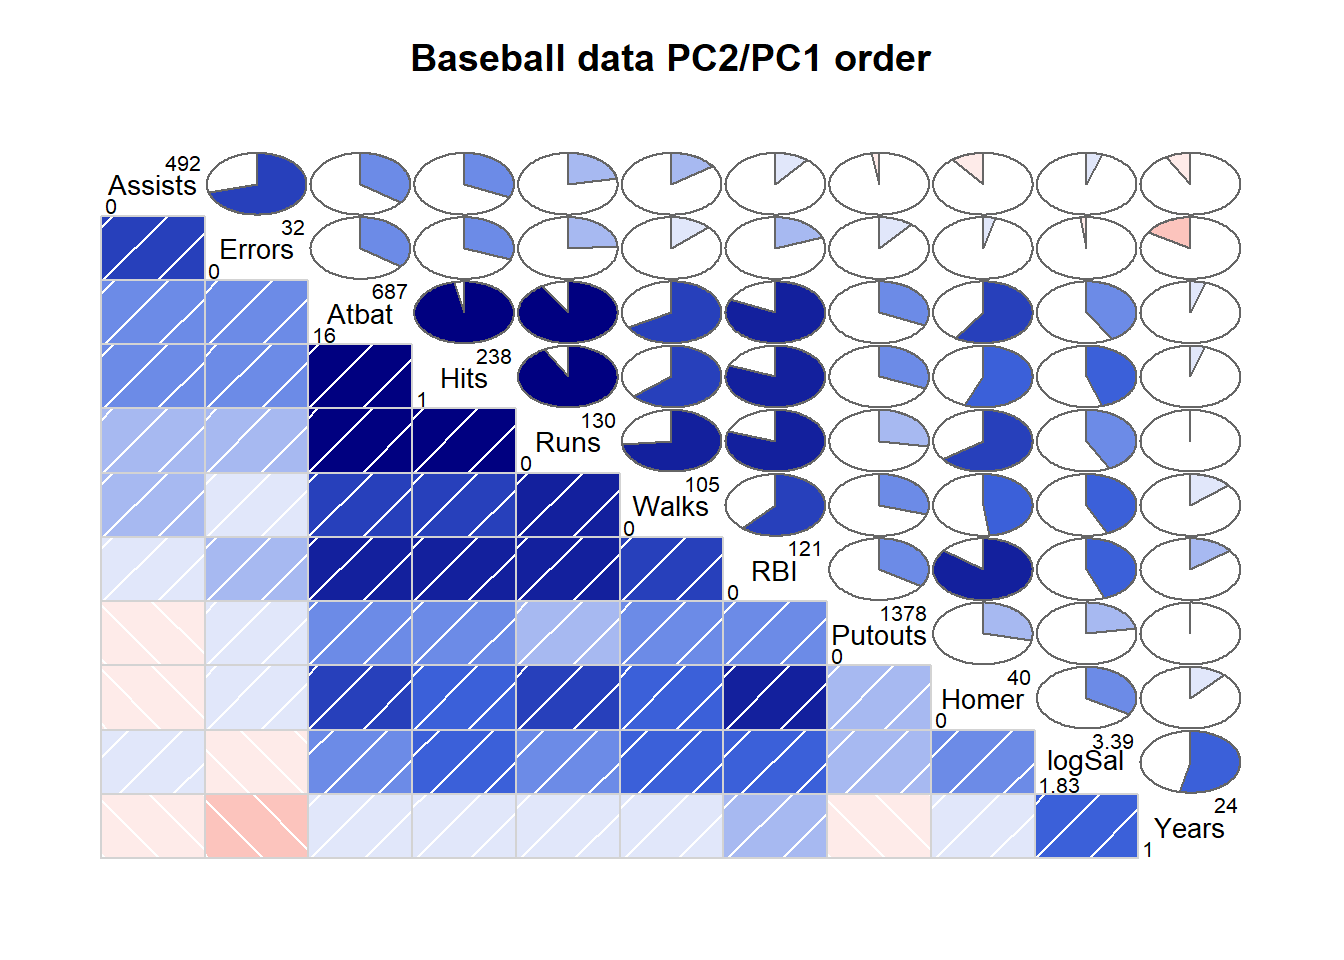 Baseball data PC2/PC1 order
492
Assists
0
32
Errors
0
687
Atbat
16
238
Hits
1
130
Runs
0
105
Walks
0
121
RBI
0
1378
Putouts
0
40
Homer
0
3.39
logSal
1.83
24
Years
1